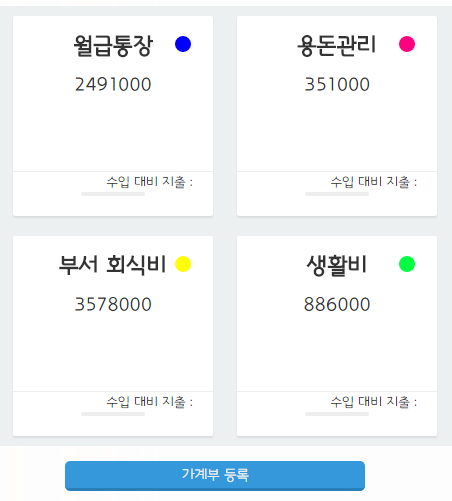 월급통장
2491000
수입 대비 지출 :
용돈관리
351000
수입 대비 지출 :
부서 회식비
3578000
수입 대비 지출 :
생활비
886000
수입 대비 지출 :
가계부 등록